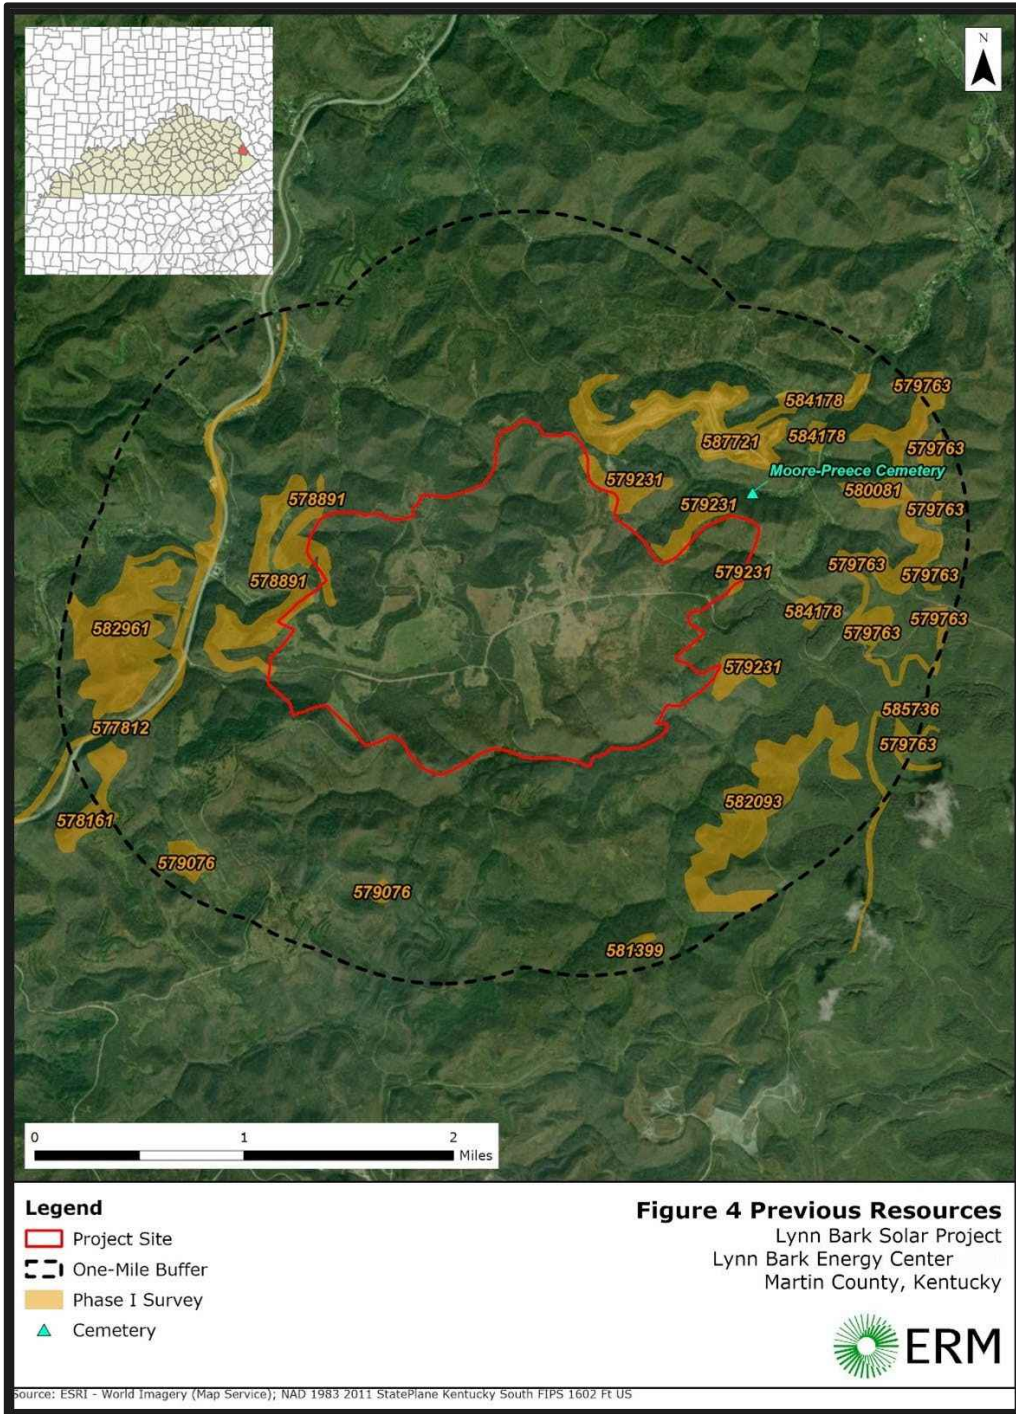 N
579763
584178
587721
584178
579763
Moore-Preece Cemetery
579231
580081
578891
579231
579763
579763
579231
579763
578891
584178
579763
582961
579763
579231
585736
577812
579763
582093
578161
579076
579076
581399
0 1 2
Miles
Legend
Project Site
One-Mile Buffer
Phase I Survey
Cemetery
Figure 4 Previous Resources
Lynn Bark Solar Project
Lynn Bark Energy Center
Martin County, Kentucky
ERM
Source: ESRI - World Imagery (Map Service); NAD 1983 2011 StatePlane Kentucky South FIPS 1602 Ft US